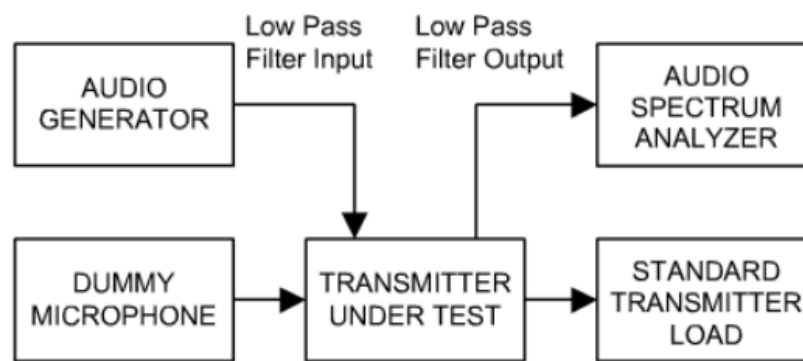 Low Pass
Filter Input
Low Pass
Filter Output
AUDIO
GENERATOR
AUDIO
SPECTRUM
ANALYZER
DUMMY
MICROPHONE
TRANSMITTER
UNDER TEST
STANDARD
TRANSMITTER
LOAD